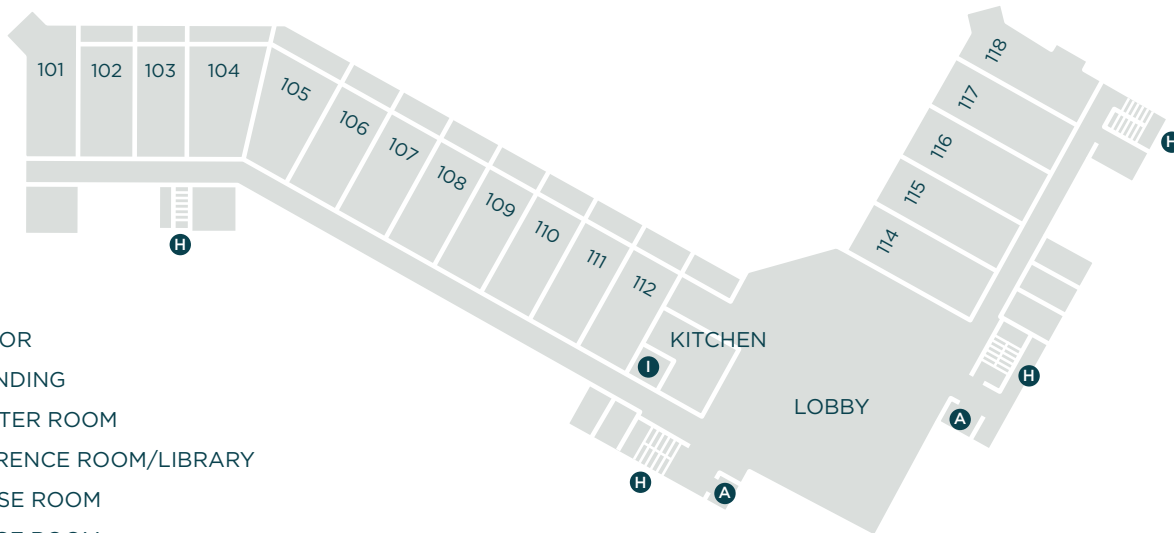 101
102
103
104
105
106
107
108
109
110
111
112
114
115
116
117
118
KITCHEN
LOBBY
H
H
H
H
I
A
A
OR
NDING
TER ROOM
RENCE ROOM/LIBRARY
SE ROOM